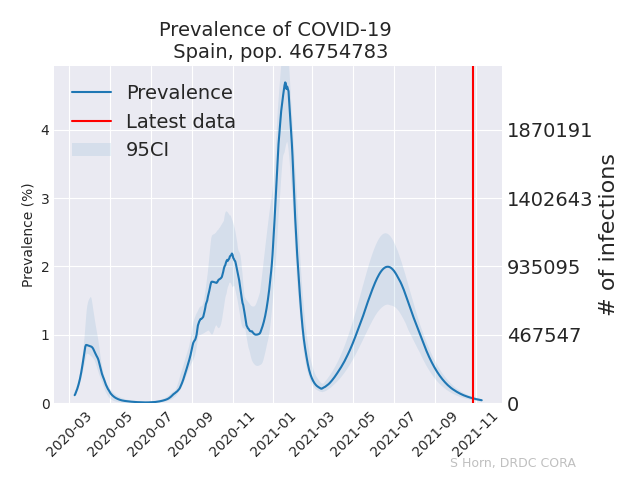 Prevalence of COVID-19
Spain, pop. 46754783
Prevalence
Latest data
95CI
Prevalence (%)
4
3
2
1
0
1870191
1402643
935095
467547
0
# of infections
2020-03
2020-05
2020-07
2020-09
2020-11
2021-01
2021-03
2021-05
2021-07
2021-09
2021-11
S Horn, DRDC CORA